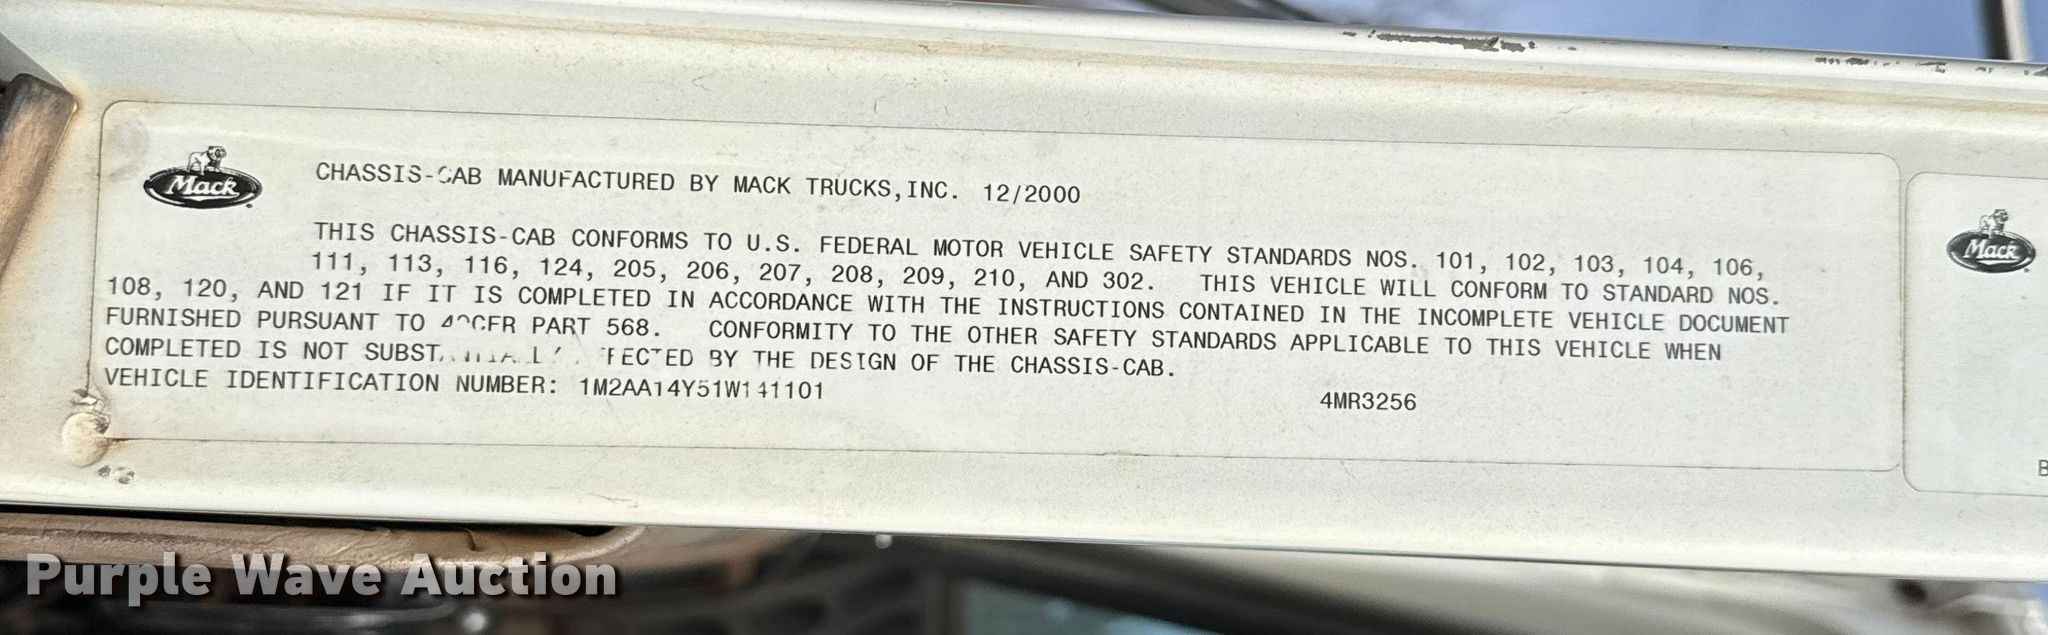 Mack
CHASSIS-CAB MANUFACTURED BY MACK TRUCKS,INC. 12/2000
THIS CHASSIS-CAB CONFORMS TO U.S. FEDERAL MOTOR VEHICLE SAFETY STANDARDS NOS. 101, 102, 103, 104, 106,
111, 113, 116, 124, 205, 206, 207, 208, 209, 210, AND 302. THIS VEHICLE WILL CONFORM TO STANDARD NOS.
108, 120, AND 121 IF IT IS COMPLETED IN ACCORDANCE WITH THE INSTRUCTIONS CONTAINED IN THE INCOMPLETE VEHICLE DOCUMENT
FURNISHED PURSUANT TO PART 568. CONFORMITY TO THE OTHER SAFETY STANDARDS APPLICABLE TO THIS VEHICLE WHEN
COMPLETED IS NOT BY THE DESIGN OF THE CHASSIS-CAB.
VEHICLE IDENTIFICATION NUMBER: 1M2AA14Y51W141101
4MR3256
Mack
B
Purple Wave Auction